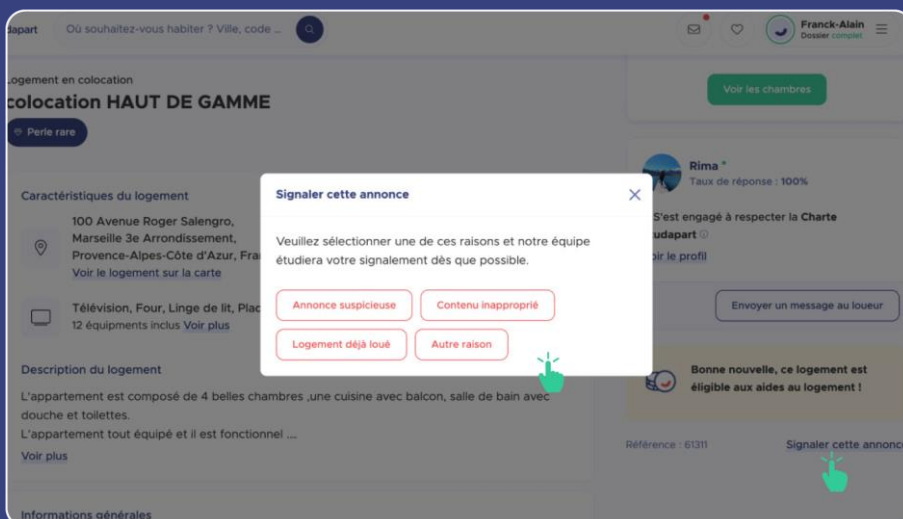 dapart
Où souhaitez-vous habiter ? Ville, code ...
Franck-Alain
Dossier complet
Logement en colocation
colocation HAUT DE GAMME
Perle rare
Caractéristiques du logement
100 Avenue Roger Salengro,
Marseille 3e Arrondissement,
Provence-Alpes-Côte d'Azur, Fra
Voir le logement sur la carte
Télévision, Four, Linge de lit, Plac
12 équipments inclus Voir plus
Description du logement
L'appartement est composé de 4 belles chambres ,une cuisine avec balcon, salle de bain avec
douche et toilettes.
L'appartement tout équipé et il est fonctionnel ....
Voir plus
Informations générales
Signaler cette annonce
Veuillez sélectionner une de ces raisons et notre équipe
étudiera votre signalement dès que possible.
Annonce suspicieuse
Contenu inapproprié
Logement déjà loué
Autre raison
Voir les chambres
Rima
Taux de réponse : 100%
S'est engagé à respecter la Charte
udapart
oir le profil
Envoyer un message au loueur
Bonne nouvelle, ce logement est
éligible aux aides au logement !
Référence : 61311
Signaler cette annonce